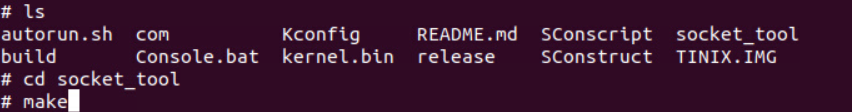 # ls
autorun.sh com Kconfig README.md SConscript socket_tool
build Console.bat kernel.bin release SConstruct TINIX.IMG
# cd socket_tool
# make